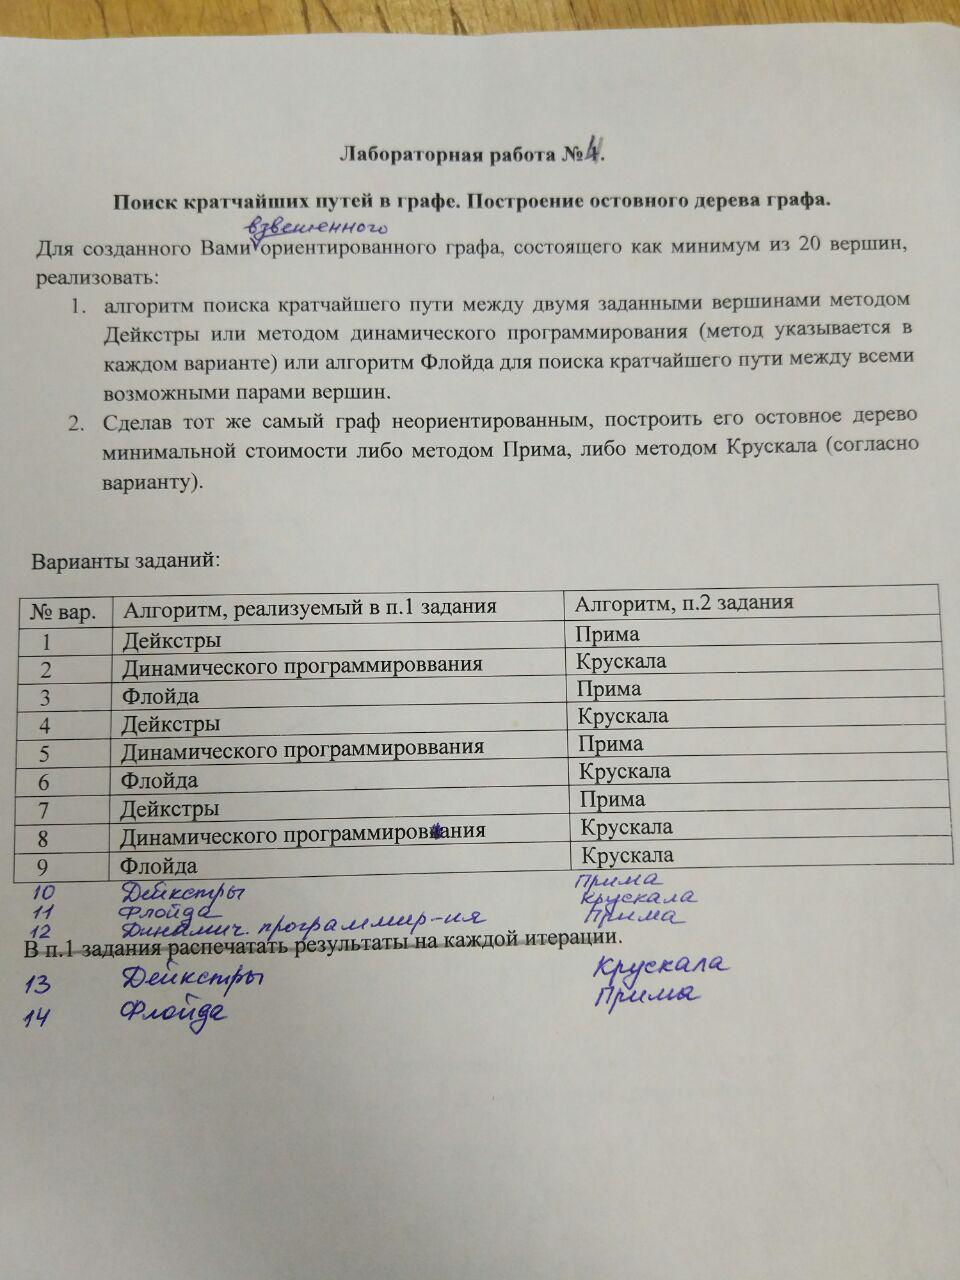 Лабораторная работа №4.
Поиск кратчайших путей в графе. Построение остовного дерева графа.
взвешенного
Для созданного Вами ориентированного графа, состоящего как минимум из 20 вершин,
реализовать:
1. алгоритм поиска кратчайшего пути между двумя заданными вершинами методом
Дейкстры или методом динамического программирования (метод указывается в
каждом варианте) или алгоритм Флойда для поиска кратчайшего пути между всеми
возможными парами вершин.
2. Сделав тот же самый граф неориентированным, построить его остовное дерево
минимальной стоимости либо методом Прима, либо методом Крускала (согласно
варианту).
Варианты заданий:
№ вар. Алгоритм, реализуемый в п.1 задания Алгоритм, п.2 задания
1 Дейкстры Прима
2 Динамического программироввания Крускала
3 Флойда Прима
4 Дейкстры Крускала
5 Динамического программироввания Прима
6 Флойда Крускала
7 Дейкстры Прима
8 Динамического программирования Крускала
9 Флойда Крускала
10 Дейкстры Прима
11 Флойда Крускала
12 Динамич. программир-ия Прима
В п.1 задания распечатать результаты на каждой итерации.
13 Дейкстры Крускала
14 Флойда Прима